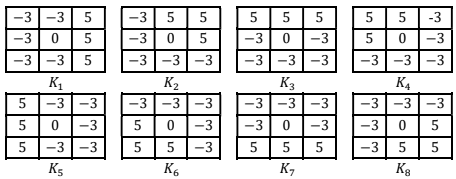 −3 −3 5 −3 5 5 5 5 5 5 5 -3
−3 0 5 −3 0 5 −3 0 −3 5 0 −3
−3 −3 5 −3 −3 −3 −3 −3 −3 −3 −3 −3
K₁ K₂ K₃ K₄
5 −3 −3 −3 −3 −3 −3 −3 −3 −3 −3 −3
5 0 −3 5 0 −3 −3 0 −3 −3 0 5
5 −3 −3 5 5 −3 5 5 5 −3 5 5
K₅ K₆ K₇ K₈